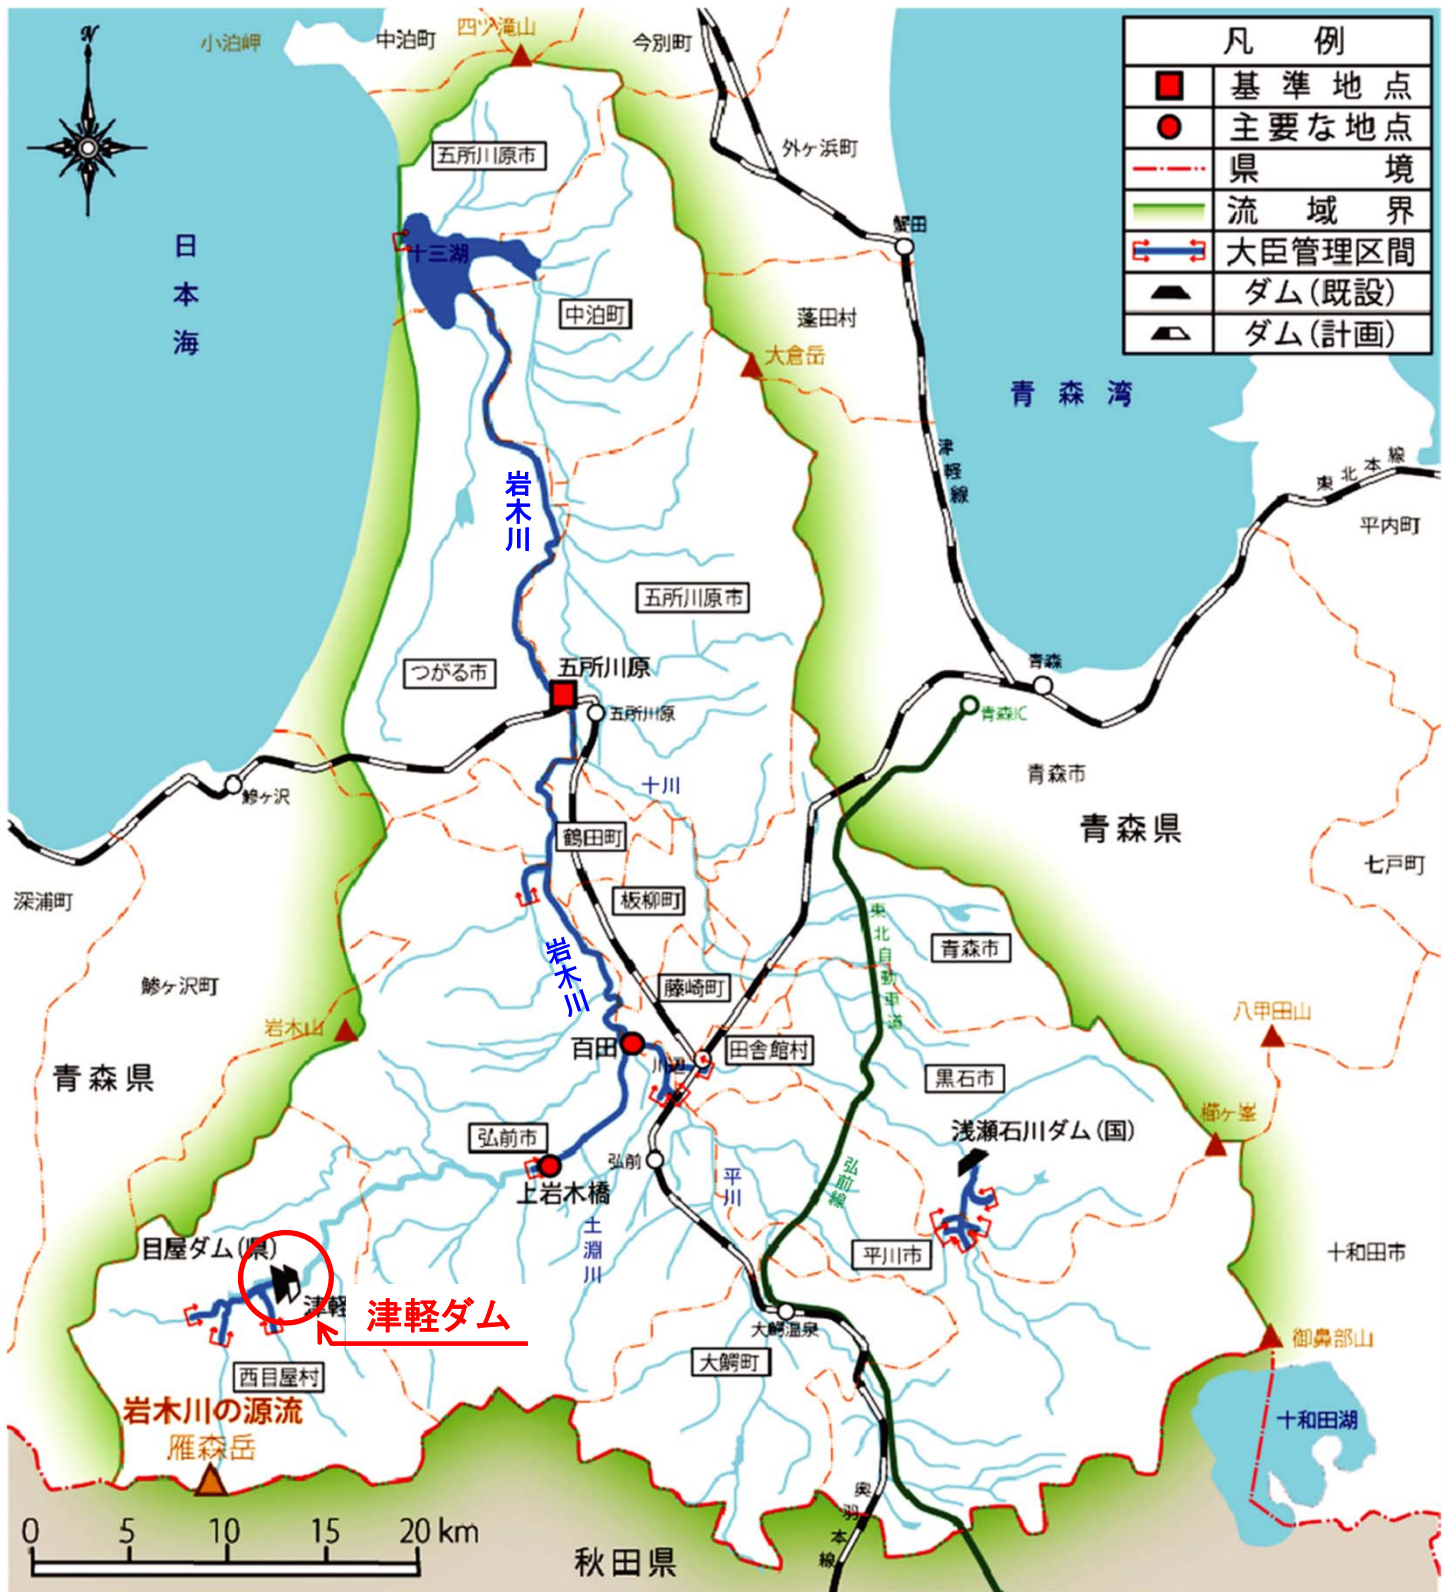 N
小泊岬
中泊町
四ツ滝山
今別町
凡 例
基 準 地 点
主要な地点
県 境
流 域 界
大臣管理区間
ダム(既設)
ダム(計画)
五所川原市
外ヶ浜町
蟹田
日本海
十三湖
中泊町
蓬田村
大倉岳
青森湾
津軽線
東北本線
平内町
岩木川
五所川原市
つがる市
五所川原
五所川原
青森
青森IC
鰺ヶ沢
十川
青森市
青森県
鶴田町
七戸町
深浦町
板柳町
東北自動車道
青森市
岩木川
鰺ヶ沢町
藤崎町
岩木山
八甲田山
百田
川辺
田舎館村
青森県
黒石市
櫛ヶ峯
浅瀬石川ダム(国)
弘前市
弘前
上岩木橋
平川
弘前線
土淵川
目屋ダム(県)
平川市
十和田市
津軽
津軽ダム
大鰐温泉
御鼻部山
大鰐町
西目屋村
岩木川の源流
雁森岳
十和田湖
奥羽本線
0 5 10 15 20 km
秋田県